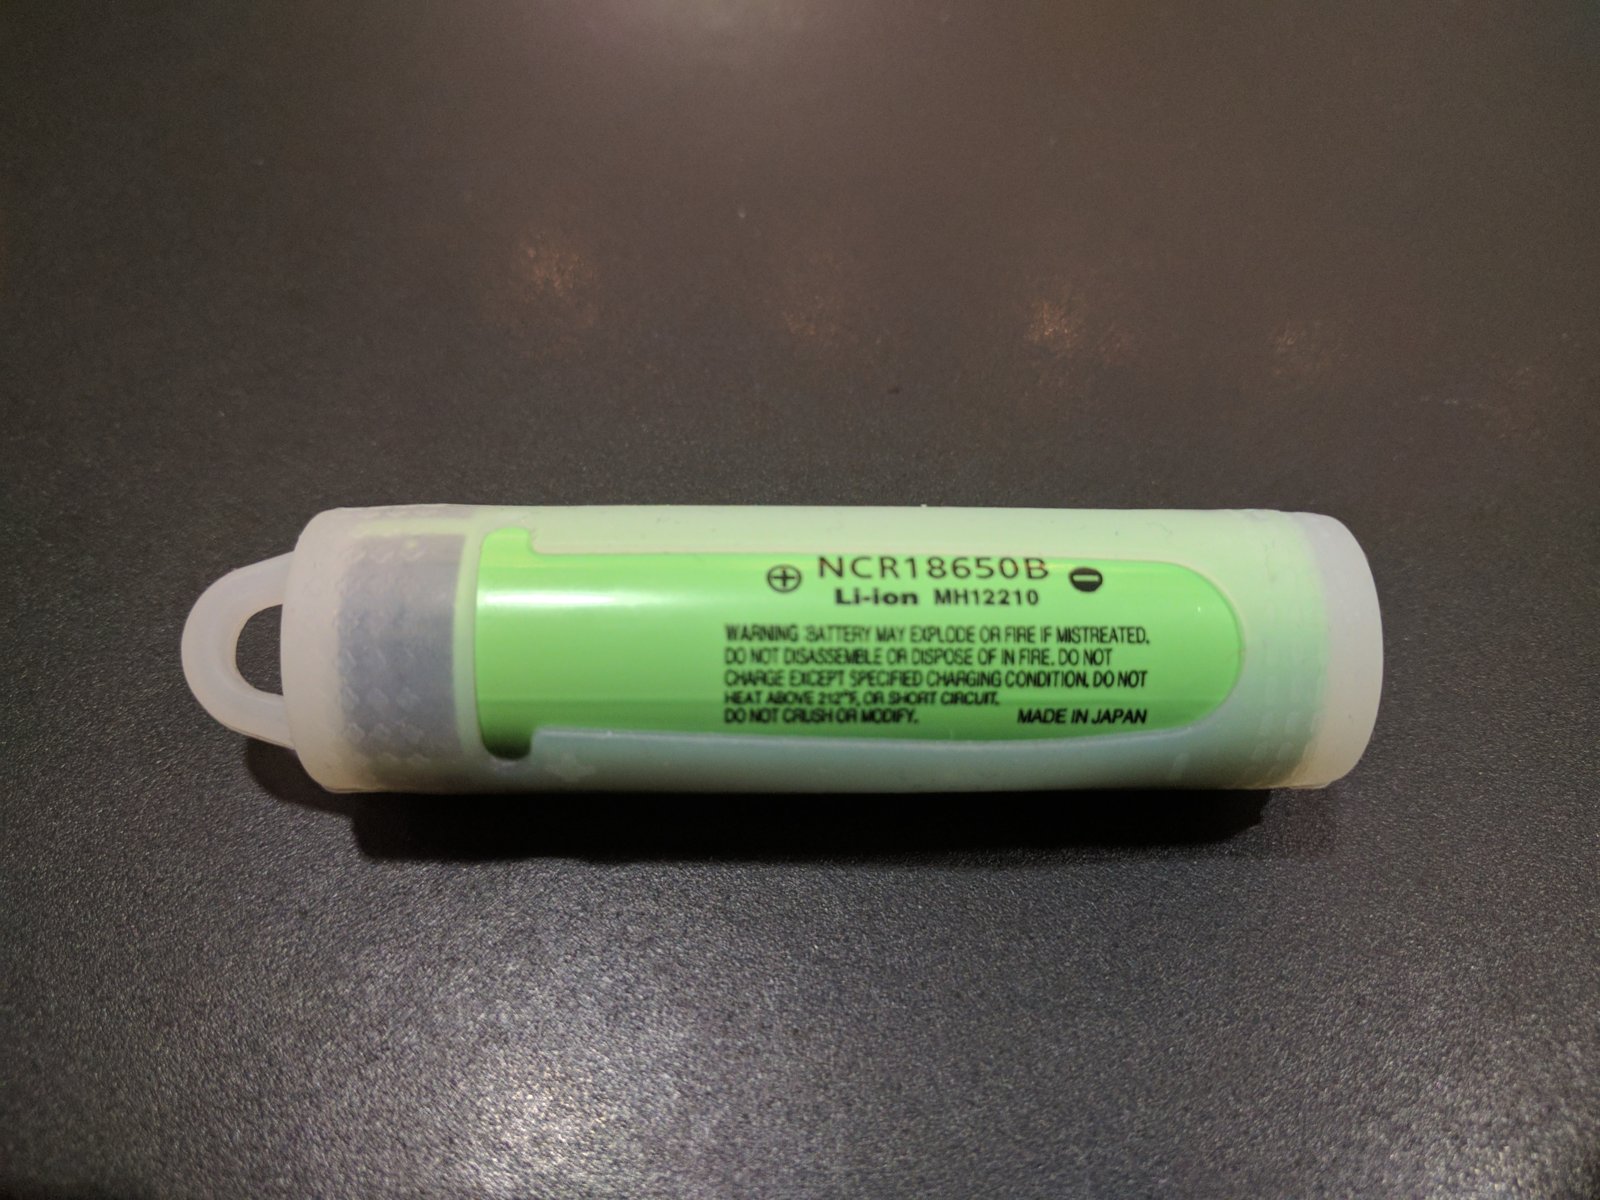 ⊕ NCR18650B ⊖
Li-ion MH12210
WARNING :BATTERY MAY EXPLODE OR FIRE IF MISTREATED.
DO NOT DISASSEMBLE OR DISPOSE OF IN FIRE. DO NOT
CHARGE EXCEPT SPECIFIED CHARGING CONDITION. DO NOT
HEAT ABOVE 212°F, OR SHORT CIRCUIT.
DO NOT CRUSH OR MODIFY. MADE IN JAPAN